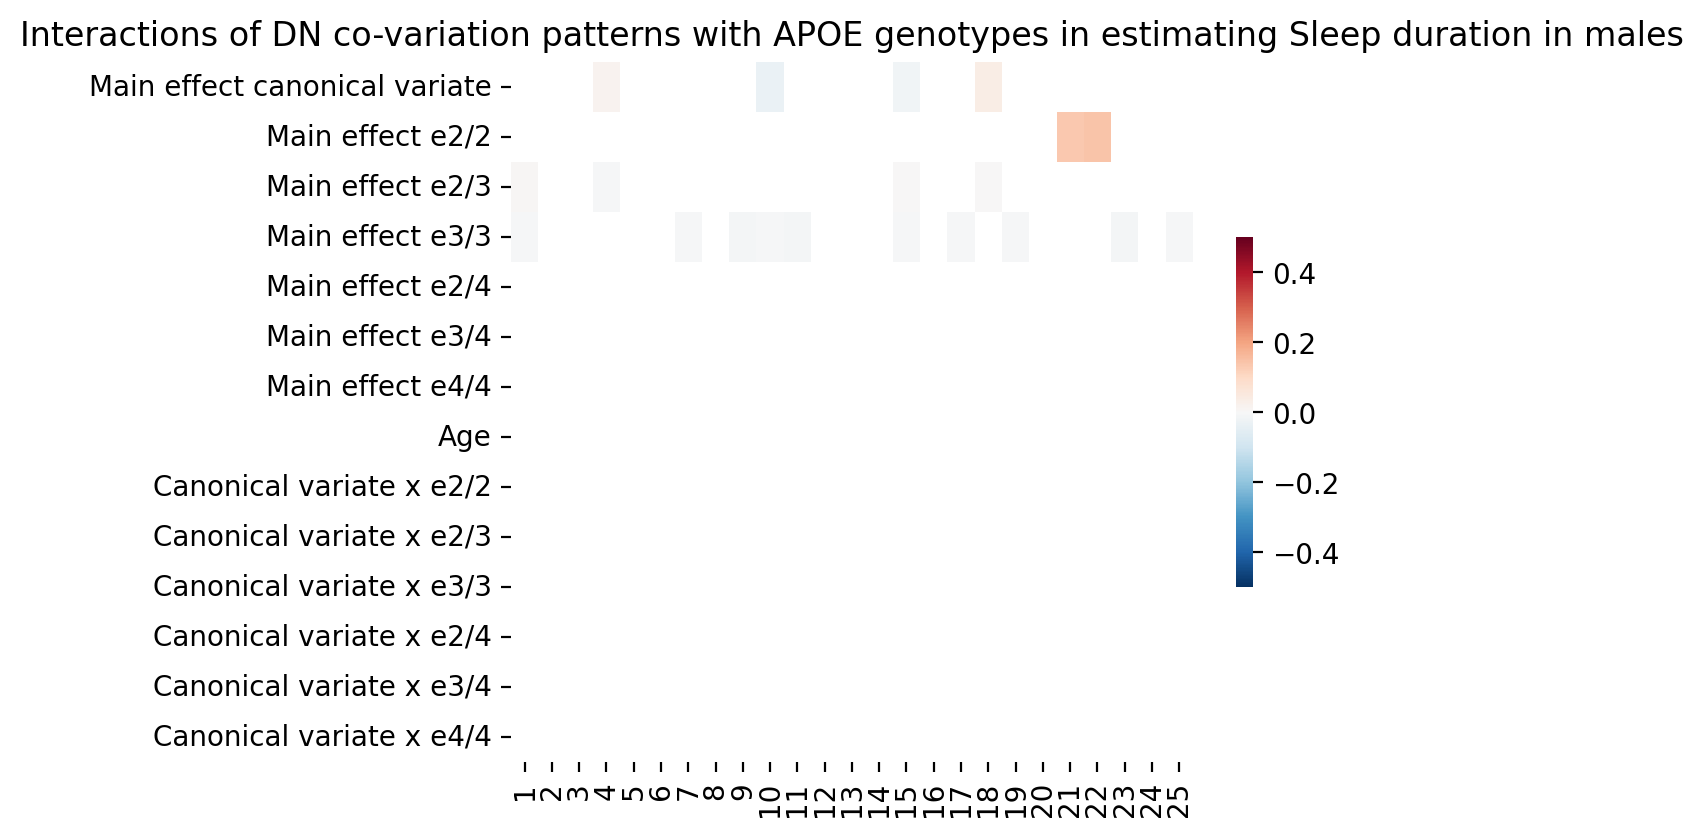 Interactions of DN co-variation patterns with APOE genotypes in estimating Sleep duration in males
Main effect canonical variate
Main effect e2/2
Main effect e2/3
Main effect e3/3
Main effect e2/4
Main effect e3/4
Main effect e4/4
Age
Canonical variate x e2/2
Canonical variate x e2/3
Canonical variate x e3/3
Canonical variate x e2/4
Canonical variate x e3/4
Canonical variate x e4/4
1 2 3 4 5 6 7 8 9 10 11 12 13 14 15 16 17 18 19 20 21 22 23 24 25
0.4
0.2
0.0
−0.2
−0.4